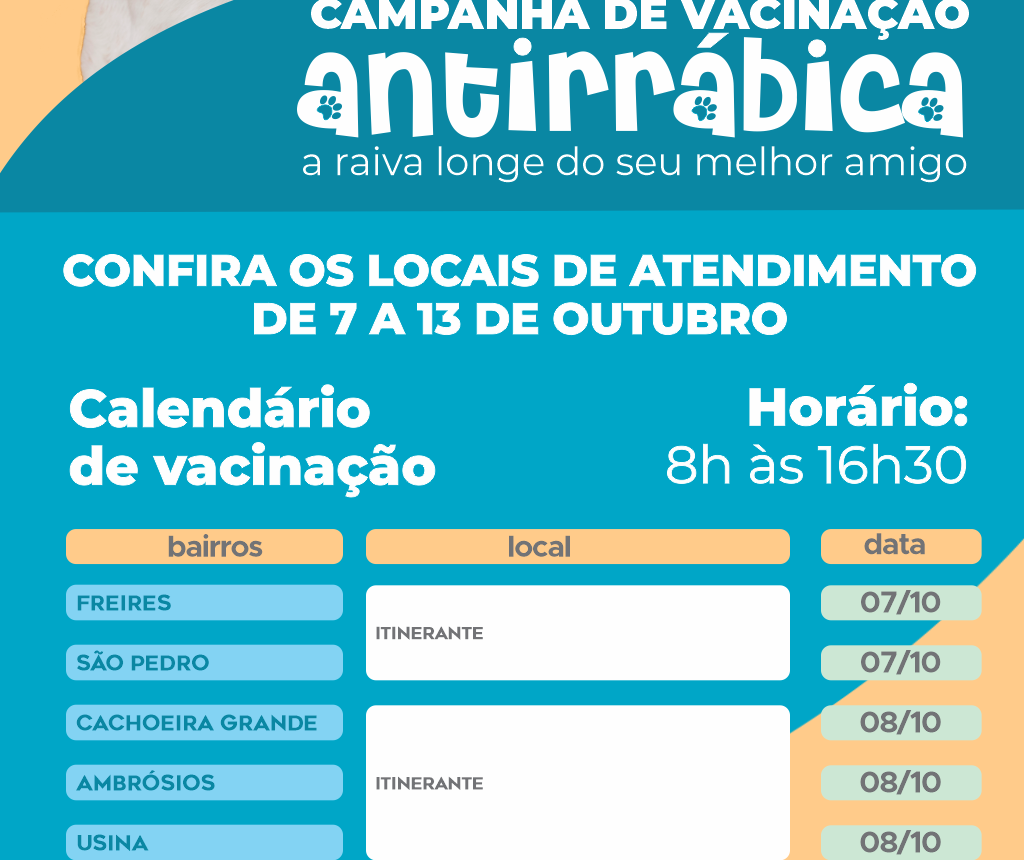 CAMPANHA DE VACINAÇÃO
antirrábica
a raiva longe do seu melhor amigo
CONFIRA OS LOCAIS DE ATENDIMENTO
DE 7 A 13 DE OUTUBRO
Calendário
de vacinação
Horário:
8h às 16h30
bairros local data
FREIRES ITINERANTE 07/10
SÃO PEDRO 07/10
CACHOEIRA GRANDE 08/10
AMBRÓSIOS ITINERANTE 08/10
USINA 08/10